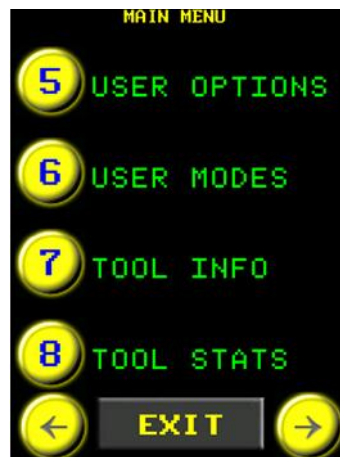 MAIN MENU
5 USER OPTIONS
6 USER MODES
7 TOOL INFO
8 TOOL STATS
← EXIT →